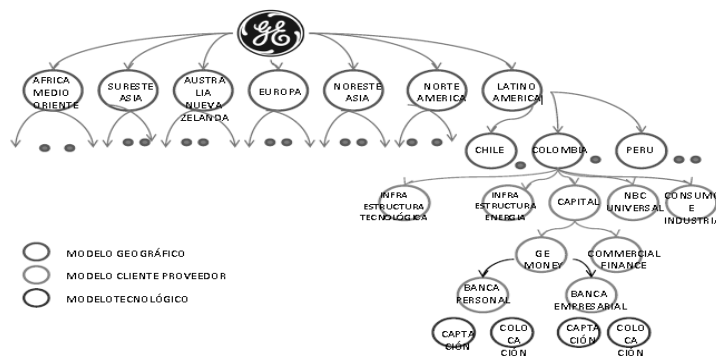 GE
AFRICA
MEDIO
ORIENTE
SURESTE
ASIA
AUSTRA
LIA
NUEVA
ZELANDA
EUROPA
NORESTE
ASIA
NORTE
AMERICA
LATINO
AMERICA
CHILE
COLOMBIA
PERU
INFRA
ESTRUCTURA
TECNOLÓGICA
INFRA
ESTRUCTURA
ENERGIA
CAPITAL
NBC
UNIVERSAL
CONSUMO
E
INDUSTRIA
GE
MONEY
COMMERCIAL
FINANCE
BANCA
PERSONAL
BANCA
EMPRESARIAL
CAPTA
CIÓN
COLO
CA
CIÓN
CAPTA
CIÓN
COLO
CA
CIÓN
MODELO GEOGRÁFICO
MODELO CLIENTE PROVEEDOR
MODELOTECNOLÓGICO